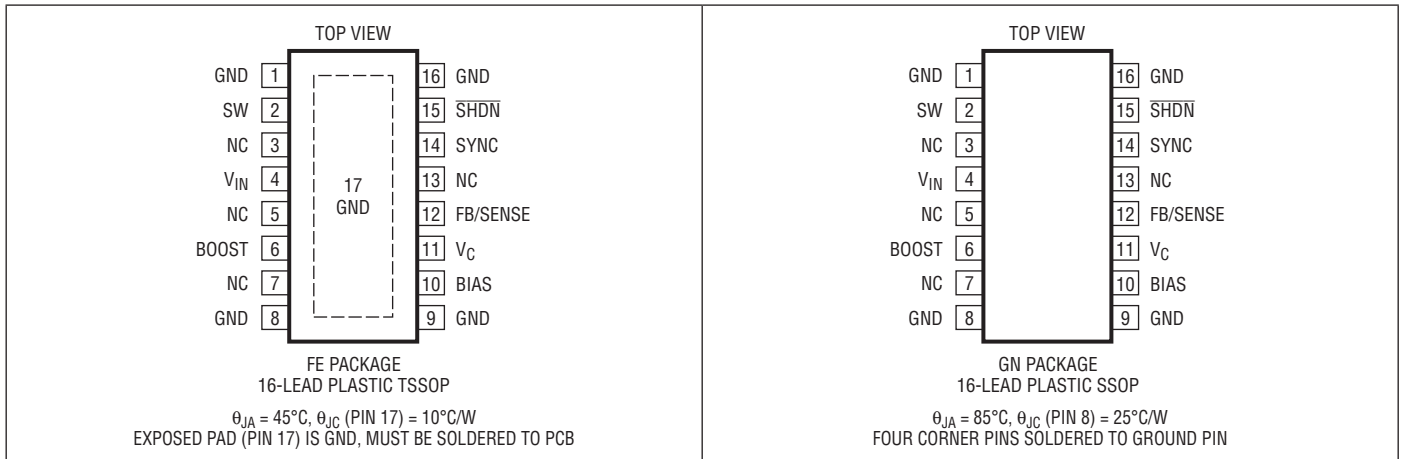 TOP VIEW
GND 1 16 GND
SW 2 15 SHDN
NC 3 14 SYNC
VIN 4 13 NC
17
GND
NC 5 12 FB/SENSE
BOOST 6 11 VC
NC 7 10 BIAS
GND 8 9 GND
FE PACKAGE
16-LEAD PLASTIC TSSOP
θJA = 45°C, θJC (PIN 17) = 10°C/W
EXPOSED PAD (PIN 17) IS GND, MUST BE SOLDERED TO PCB
TOP VIEW
GND 1 16 GND
SW 2 15 SHDN
NC 3 14 SYNC
VIN 4 13 NC
NC 5 12 FB/SENSE
BOOST 6 11 VC
NC 7 10 BIAS
GND 8 9 GND
GN PACKAGE
16-LEAD PLASTIC SSOP
θJA = 85°C, θJC (PIN 8) = 25°C/W
FOUR CORNER PINS SOLDERED TO GROUND PIN